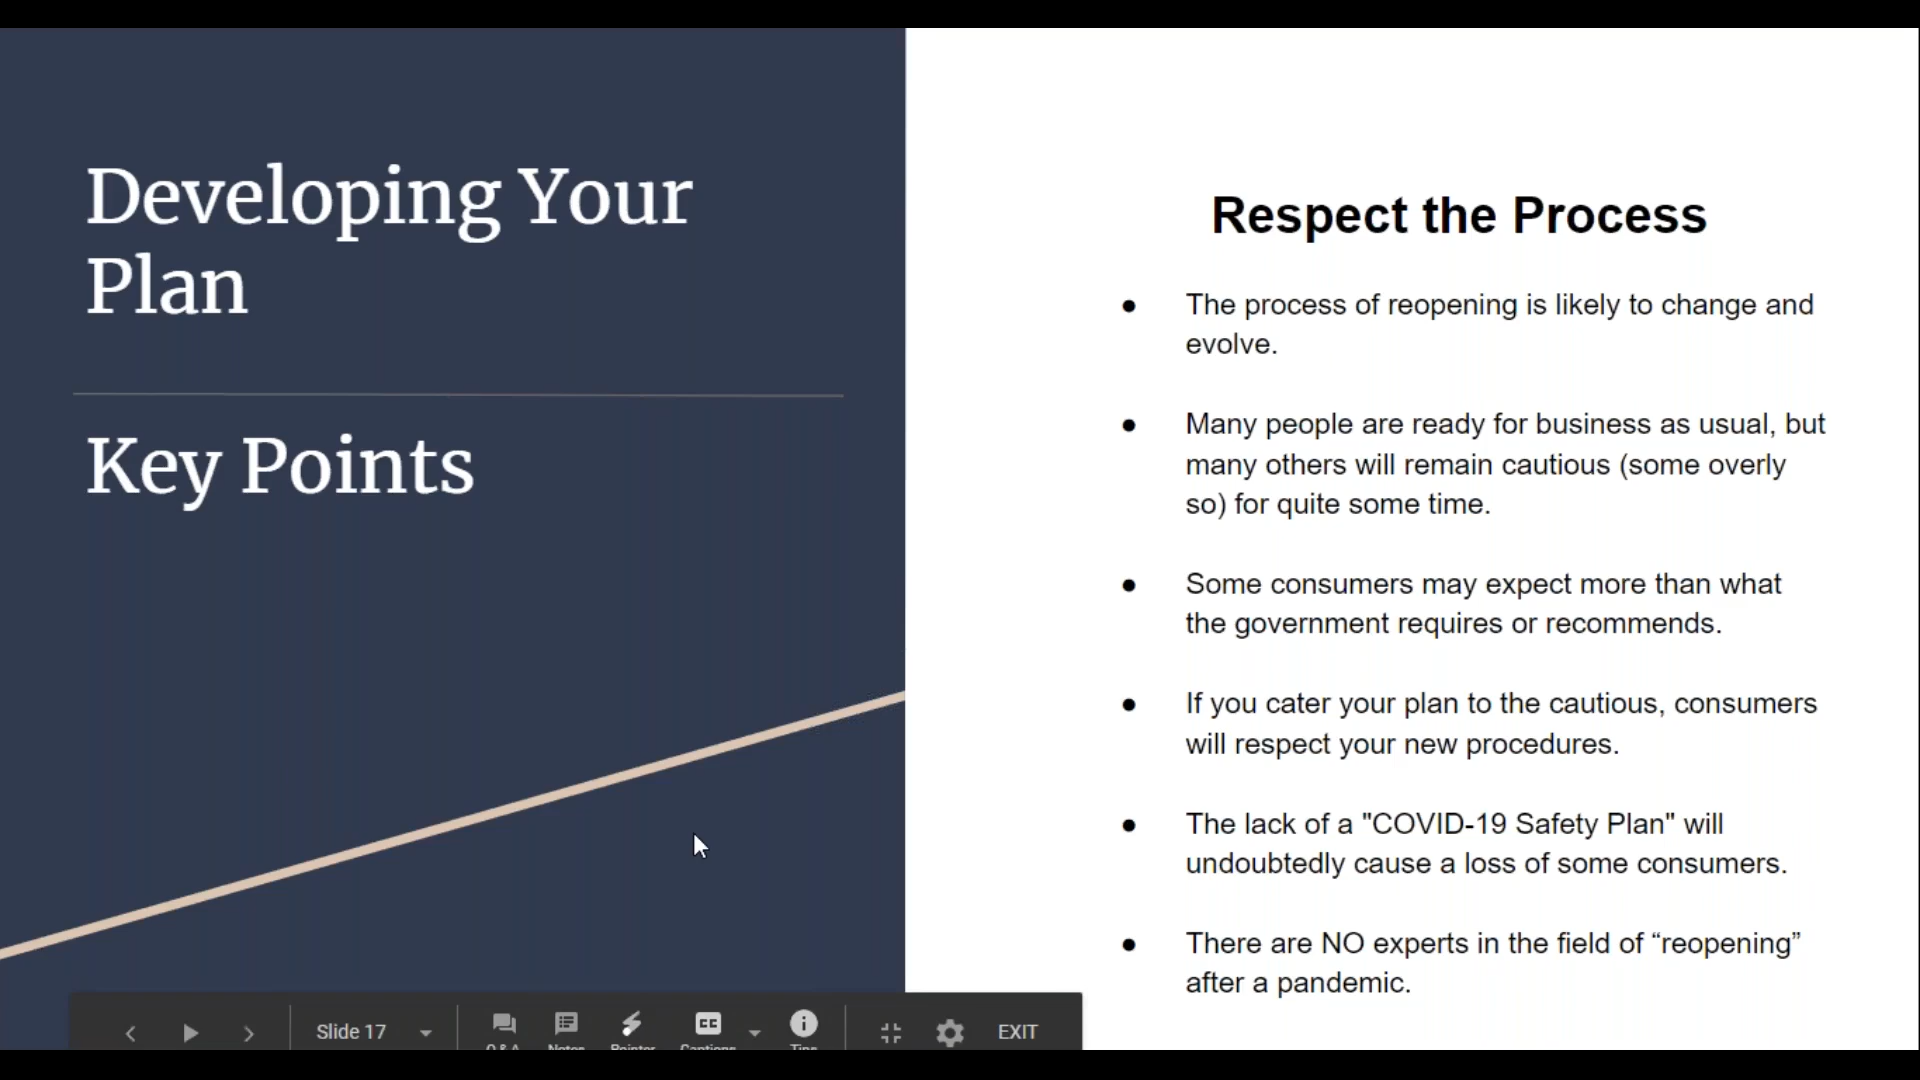 Developing Your
Plan
Key Points
Respect the Process
● The process of reopening is likely to change and
evolve.
● Many people are ready for business as usual, but
many others will remain cautious (some overly
so) for quite some time.
● Some consumers may expect more than what
the government requires or recommends.
● If you cater your plan to the cautious, consumers
will respect your new procedures.
● The lack of a "COVID-19 Safety Plan" will
undoubtedly cause a loss of some consumers.
● There are NO experts in the field of “reopening”
after a pandemic.
Slide 17
Q & A Notes Pointer CC Captions Tips
EXIT